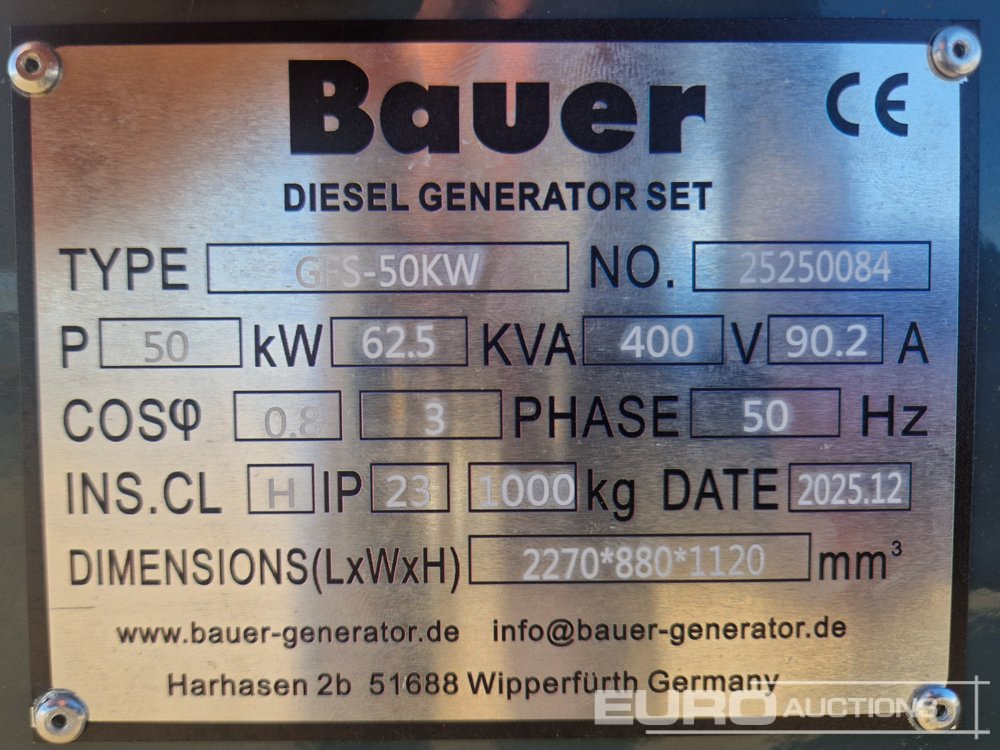 Bauer CE
DIESEL GENERATOR SET
TYPE GFS-50KW NO. 25250084
P 50 kW 62.5 KVA 400 V 90.2 A
COSφ 0.8 3 PHASE 50 Hz
INS.CL H IP 23 1000 kg DATE 2025.12
DIMENSIONS(LxWxH) 2270*880*1120 mm³
www.bauer-generator.de info@bauer-generator.de
Harhasen 2b 51688 Wipperfürth Germany
EURO AUCTIONS